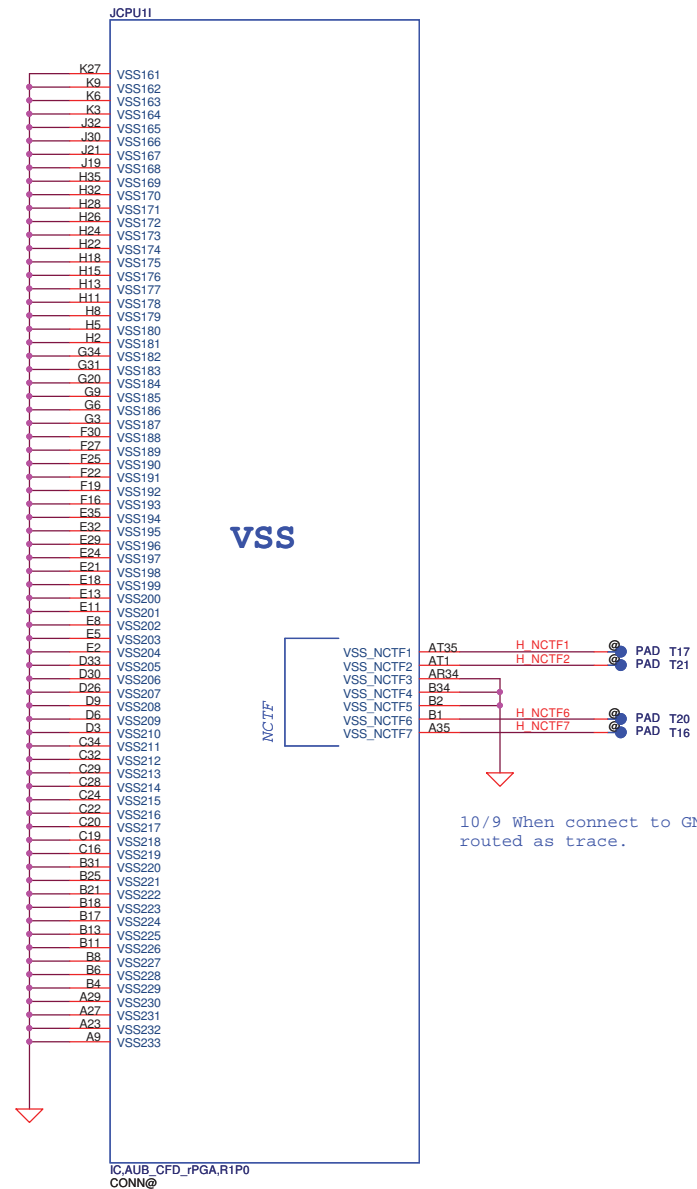 JCPU1I
K27 VSS161
K9 VSS162
K6 VSS163
K3 VSS164
J32 VSS165
J30 VSS166
J21 VSS167
J19 VSS168
H35 VSS169
H32 VSS170
H28 VSS171
H26 VSS172
H24 VSS173
H22 VSS174
H18 VSS175
H15 VSS176
H13 VSS177
H11 VSS178
H8 VSS179
H5 VSS180
H2 VSS181
G34 VSS182
G31 VSS183
G20 VSS184
G9 VSS185
G6 VSS186
G3 VSS187
F30 VSS188
F27 VSS189
F25 VSS190
F22 VSS191
F19 VSS192
F16 VSS193
E35 VSS194
E32 VSS195
E29 VSS196
E24 VSS197
E21 VSS198
E18 VSS199
E13 VSS200
E11 VSS201
E8 VSS202
E5 VSS203
E2 VSS204
D33 VSS205
D30 VSS206
D26 VSS207
D9 VSS208
D6 VSS209
D3 VSS210
C34 VSS211
C32 VSS212
C29 VSS213
C28 VSS214
C24 VSS215
C22 VSS216
C20 VSS217
C19 VSS218
C16 VSS219
B31 VSS220
B25 VSS221
B21 VSS222
B18 VSS223
B17 VSS224
B13 VSS225
B11 VSS226
B8 VSS227
B6 VSS228
B4 VSS229
A29 VSS230
A27 VSS231
A23 VSS232
A9 VSS233
VSS
NCTF
VSS_NCTF1 AT35 H_NCTF1 @ PAD T17
VSS_NCTF2 AT1 H_NCTF2 @ PAD T21
VSS_NCTF3 AR34
VSS_NCTF4 B34
VSS_NCTF5 B2
VSS_NCTF6 B1 H_NCTF6 @ PAD T20
VSS_NCTF7 A35 H_NCTF7 @ PAD T16
10/9 When connect to
routed as trace.
IC,AUB_CFD_rPGA,R1P0
CONN@